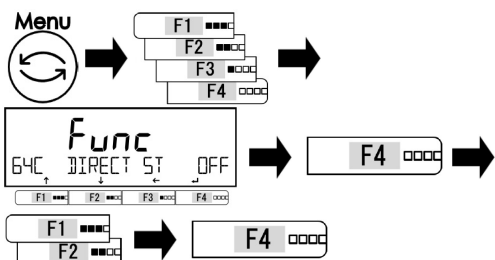 Menu
F1
F2
F3
F4
Func
64C DIRECT ST OFF
F1 F2 F3 F4
F4
F1
F2
F4